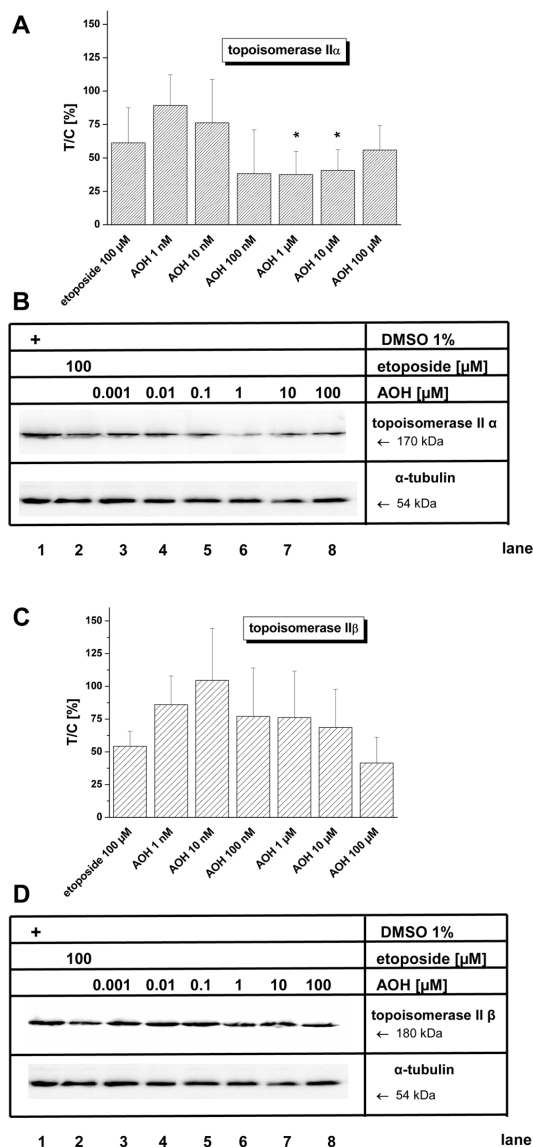 A
topoisomerase IIα
T/C [%]
150
125
100
75
50
25
0
* *
etoposide 100 µM
AOH 1 nM
AOH 10 nM
AOH 100 nM
AOH 1 µM
AOH 10 µM
AOH 100 µM
B
+ DMSO 1%
100 etoposide [µM]
0.001 0.01 0.1 1 10 100 AOH [µM]
topoisomerase II α
← 170 kDa
α-tubulin
← 54 kDa
1 2 3 4 5 6 7 8 lane
C
topoisomerase IIβ
T/C [%]
150
125
100
75
50
25
0
etoposide 100 µM
AOH 1 nM
AOH 10 nM
AOH 100 nM
AOH 1 µM
AOH 10 µM
AOH 100 µM
D
+ DMSO 1%
100 etoposide [µM]
0.001 0.01 0.1 1 10 100 AOH [µM]
topoisomerase II β
← 180 kDa
α-tubulin
← 54 kDa
1 2 3 4 5 6 7 8 lane